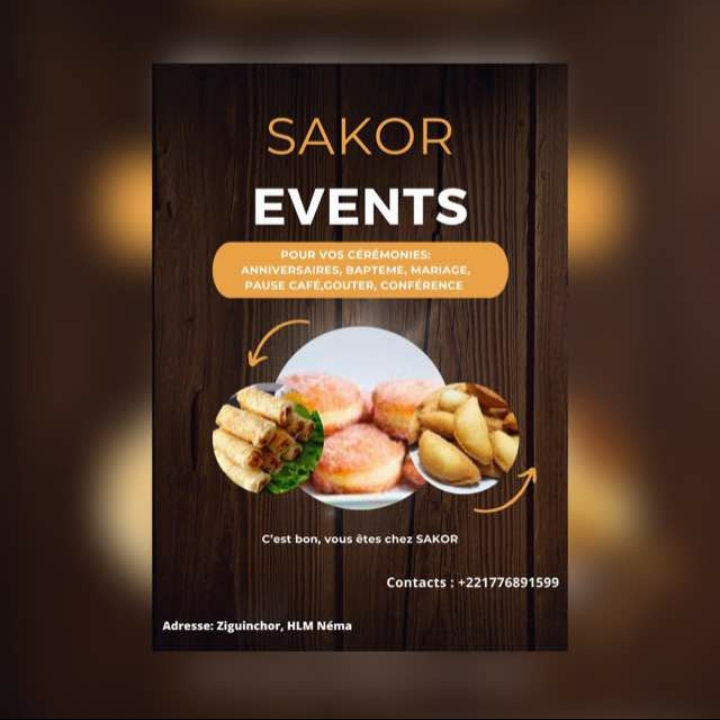 SAKOR
EVENTS
POUR VOS CÉRÉMONIES:
ANNIVERSAIRES, BAPTEME, MARIAGE,
PAUSE CAFÉ,GOUTER, CONFÉRENCE
C'est bon, vous êtes chez SAKOR
Contacts : +221776891599
Adresse: Ziguinchor, HLM Néma